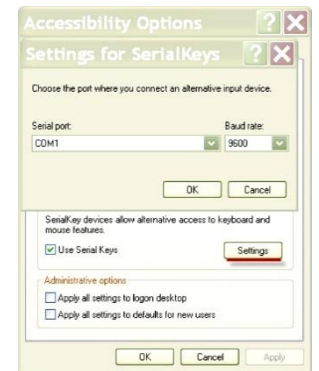 Accessibility Options
Settings for SerialKeys
Choose the port where you connect an alternative input device.
Serial port: Baud rate:
COM1 9600
OK Cancel
SerialKey devices allow alternative access to keyboard and
mouse features.
Use Serial Keys Settings
Administrative options
Apply all settings to logon desktop
Apply all settings to defaults for new users
OK Cancel Apply